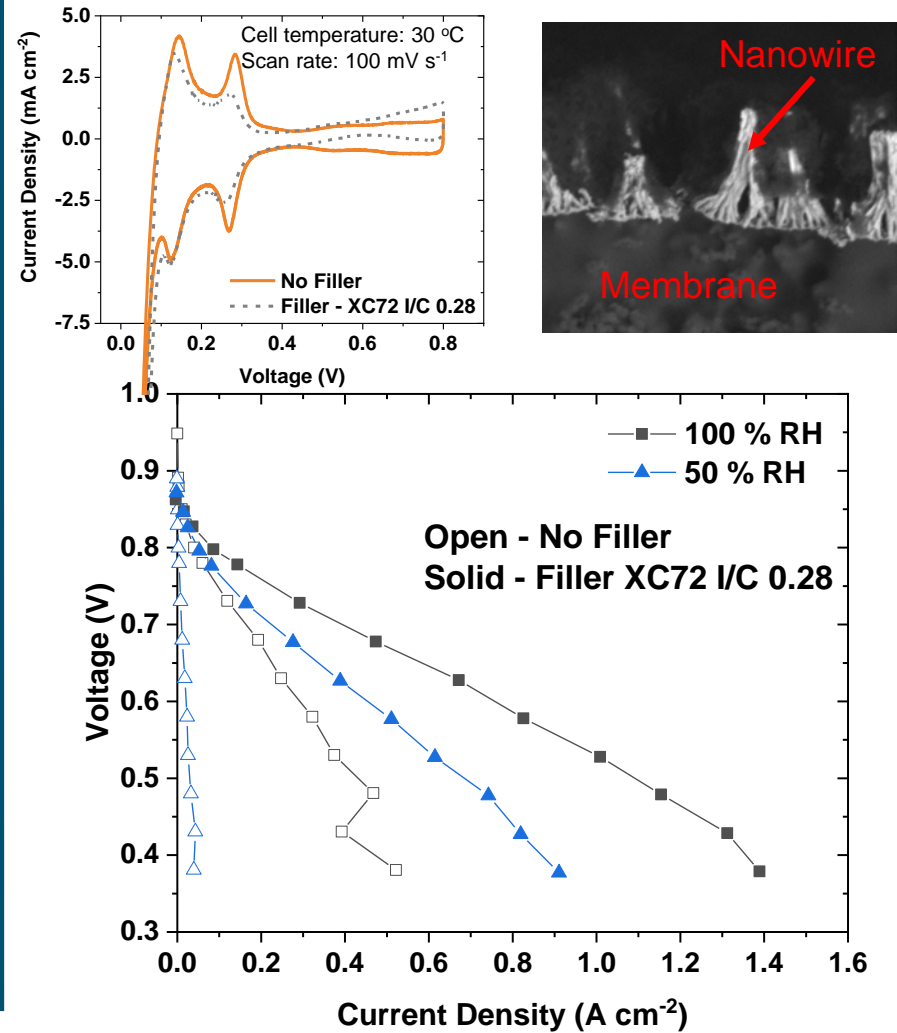 5.0
2.5
0.0
-2.5
-5.0
-7.5
Current Density (mA cm⁻²)
Cell temperature: 30 ºC
Scan rate: 100 mV s⁻¹
No Filler
Filler - XC72 I/C 0.28
0.0 0.2 0.4 0.6 0.8
Voltage (V)
Nanowire
Membrane
1.0
0.9
0.8
0.7
0.6
0.5
0.4
0.3
Voltage (V)
100 % RH
50 % RH
Open - No Filler
Solid - Filler XC72 I/C 0.28
0.0 0.2 0.4 0.6 0.8 1.0 1.2 1.4 1.6
Current Density (A cm⁻²)